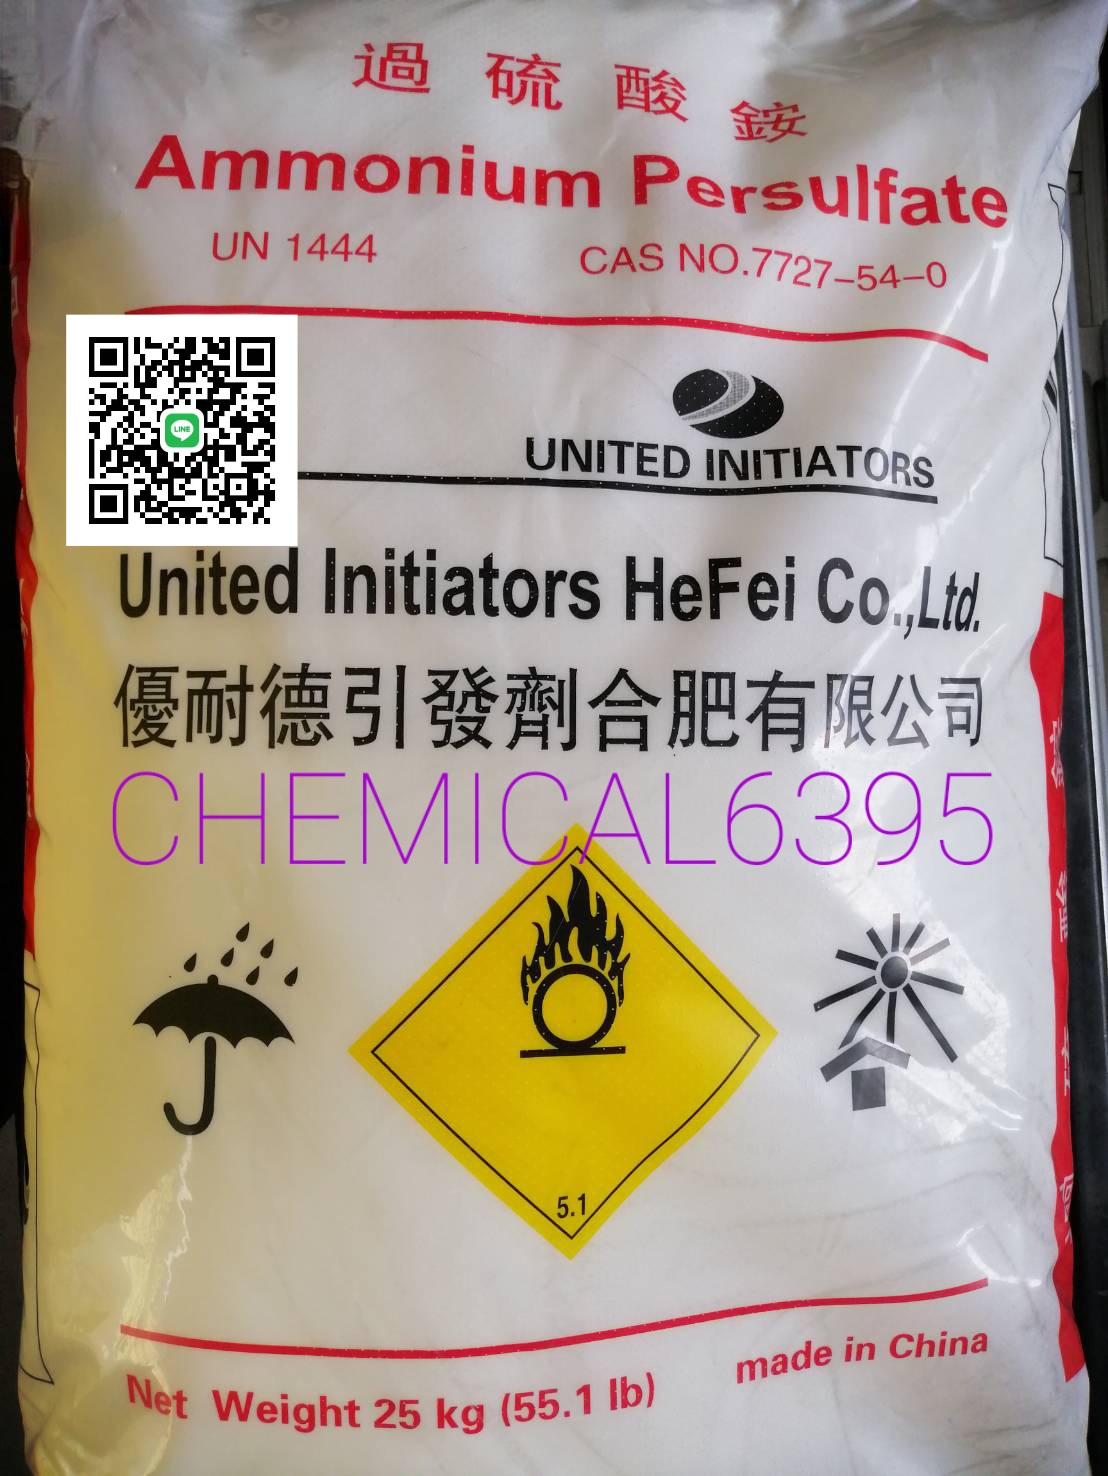 過硫酸銨
Ammonium Persulfate
UN 1444
CAS NO.7727-54-0
LINE
UNITED INITIATORS
United Initiators HeFei Co.,Ltd.
優耐德引發劑合肥有限公司
CHEMICAL6395
5.1
Net Weight 25 kg (55.1 lb)
made in China